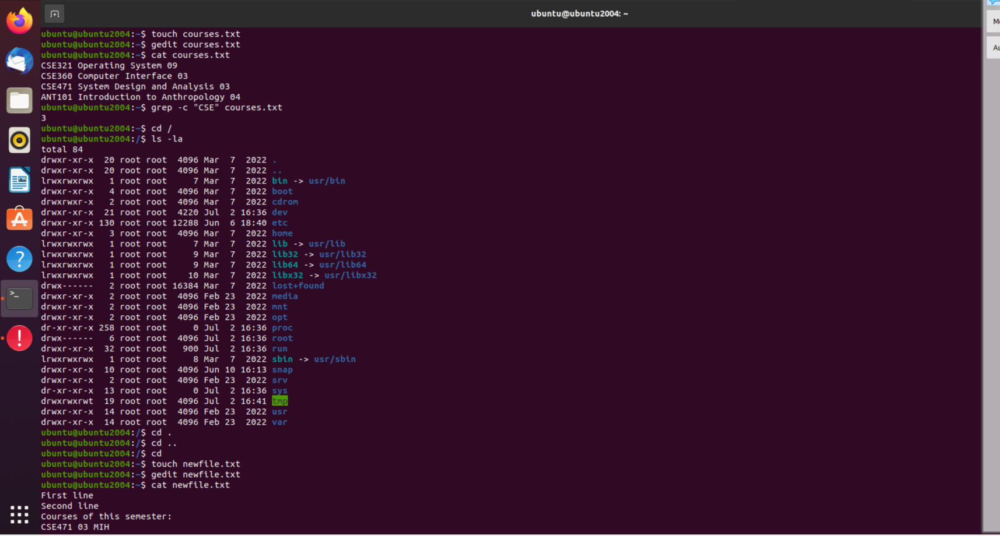 ubuntu@ubuntu2004: ~
ubuntu@ubuntu2004:~$ touch courses.txt
ubuntu@ubuntu2004:~$ gedit courses.txt
ubuntu@ubuntu2004:~$ cat courses.txt
CSE321 Operating System 09
CSE360 Computer Interface 03
CSE471 System Design and Analysis 03
ANT101 Introduction to Anthropology 04
ubuntu@ubuntu2004:~$ grep -c "CSE" courses.txt
3
ubuntu@ubuntu2004:~$ cd /
ubuntu@ubuntu2004:/$ ls -la
total 84
drwxr-xr-x  20 root root  4096 Mar  7  2022 .
drwxr-xr-x  20 root root  4096 Mar  7  2022 ..
lrwxrwxrwx   1 root root     7 Mar  7  2022 bin -> usr/bin
drwxr-xr-x   4 root root  4096 Mar  7  2022 boot
drwxrwxr-x   2 root root  4096 Mar  7  2022 cdrom
drwxr-xr-x  21 root root  4220 Jul  2 16:36 dev
drwxr-xr-x 130 root root 12288 Jun  6 18:40 etc
drwxr-xr-x   3 root root  4096 Mar  7  2022 home
lrwxrwxrwx   1 root root     7 Mar  7  2022 lib -> usr/lib
lrwxrwxrwx   1 root root     9 Mar  7  2022 lib32 -> usr/lib32
lrwxrwxrwx   1 root root     9 Mar  7  2022 lib64 -> usr/lib64
lrwxrwxrwx   1 root root    10 Mar  7  2022 libx32 -> usr/libx32
drwx------   2 root root 16384 Mar  7  2022 lost+found
drwxr-xr-x   2 root root  4096 Feb 23  2022 media
drwxr-xr-x   2 root root  4096 Feb 23  2022 mnt
drwxr-xr-x   2 root root  4096 Feb 23  2022 opt
dr-xr-xr-x 258 root root     0 Jul  2 16:36 proc
drwx------   6 root root  4096 Jul  2 16:36 root
drwxr-xr-x  32 root root   900 Jul  2 16:36 run
lrwxrwxrwx   1 root root     8 Mar  7  2022 sbin -> usr/sbin
drwxr-xr-x  10 root root  4096 Jun 10 16:13 snap
drwxr-xr-x   2 root root  4096 Feb 23  2022 srv
dr-xr-xr-x  13 root root     0 Jul  2 16:36 sys
drwxrwxrwt  19 root root  4096 Jul  2 16:41 tmp
drwxr-xr-x  14 root root  4096 Feb 23  2022 usr
drwxr-xr-x  14 root root  4096 Feb 23  2022 var
ubuntu@ubuntu2004:/$ cd .
ubuntu@ubuntu2004:/$ cd ..
ubuntu@ubuntu2004:/$ cd
ubuntu@ubuntu2004:~$ touch newfile.txt
ubuntu@ubuntu2004:~$ gedit newfile.txt
ubuntu@ubuntu2004:~$ cat newfile.txt
First line
Second line
Courses of this semester:
CSE471 03 MIH